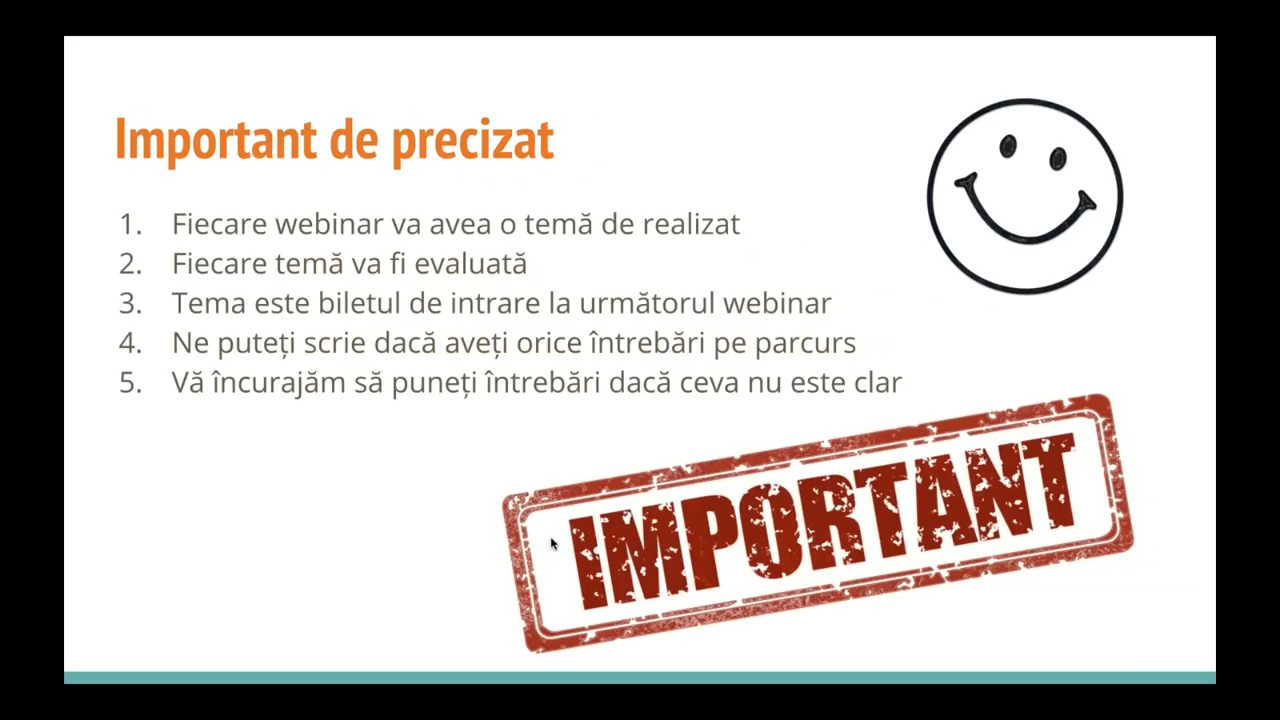 Important de precizat
1. Fiecare webinar va avea o temă de realizat
2. Fiecare temă va fi evaluată
3. Tema este biletul de intrare la următorul webinar
4. Ne puteți scrie dacă aveți orice întrebări pe parcurs
5. Vă încurajăm să puneți întrebări dacă ceva nu este clar
IMPORTANT